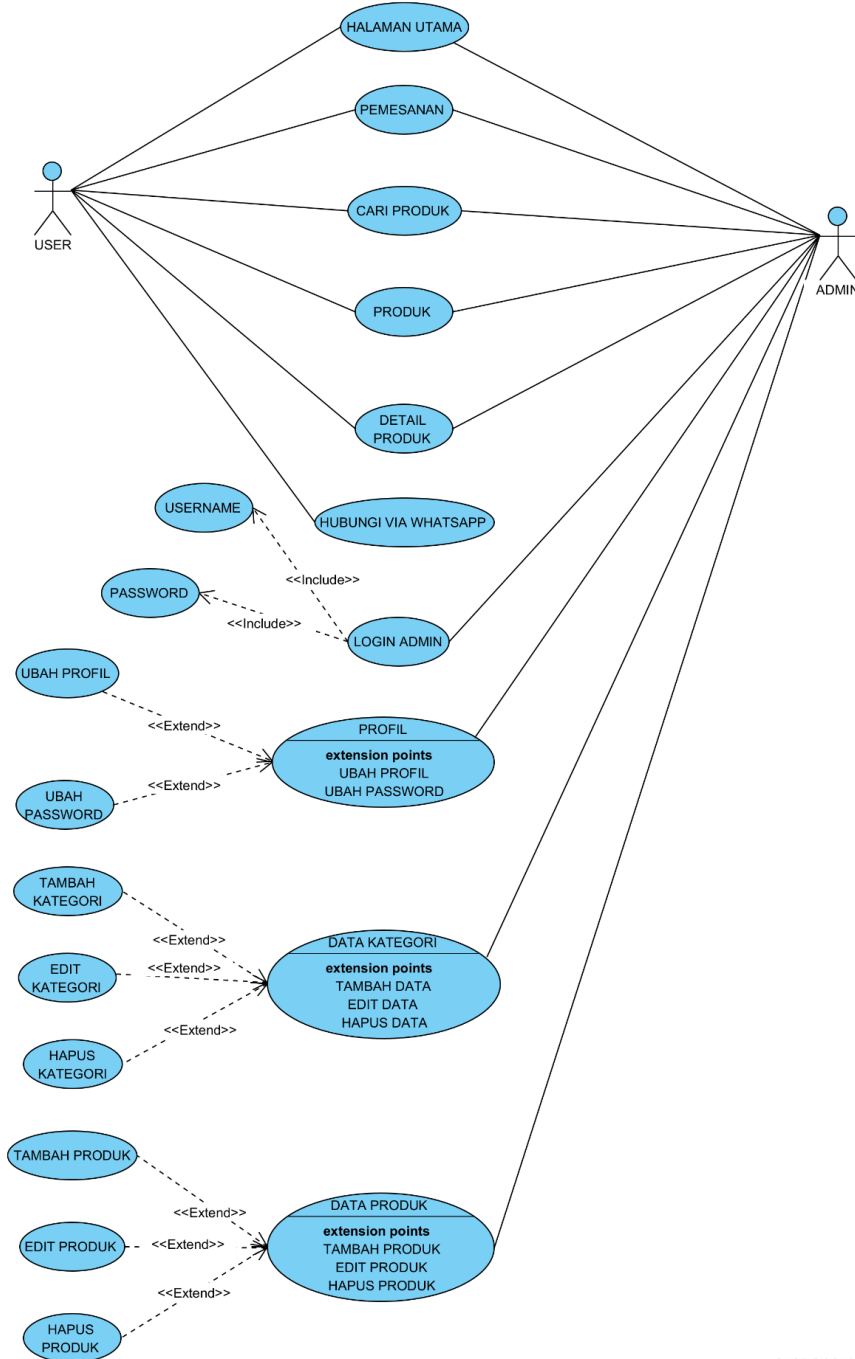 HALAMAN UTAMA
PEMESANAN
CARI PRODUK
USER
ADMIN
PRODUK
DETAIL
PRODUK
USERNAME
HUBUNGI VIA WHATSAPP
<<Include>>
PASSWORD
<<Include>>
LOGIN ADMIN
UBAH PROFIL
<<Extend>>
PROFIL
extension points
UBAH PROFIL
UBAH PASSWORD
<<Extend>>
UBAH
PASSWORD
TAMBAH
KATEGORI
<<Extend>>
DATA KATEGORI
extension points
TAMBAH DATA
EDIT DATA
HAPUS DATA
EDIT
KATEGORI
<<Extend>>
<<Extend>>
HAPUS
KATEGORI
TAMBAH PRODUK
<<Extend>>
DATA PRODUK
extension points
TAMBAH PRODUK
EDIT PRODUK
HAPUS PRODUK
EDIT PRODUK
<<Extend>>
<<Extend>>
HAPUS
PRODUK